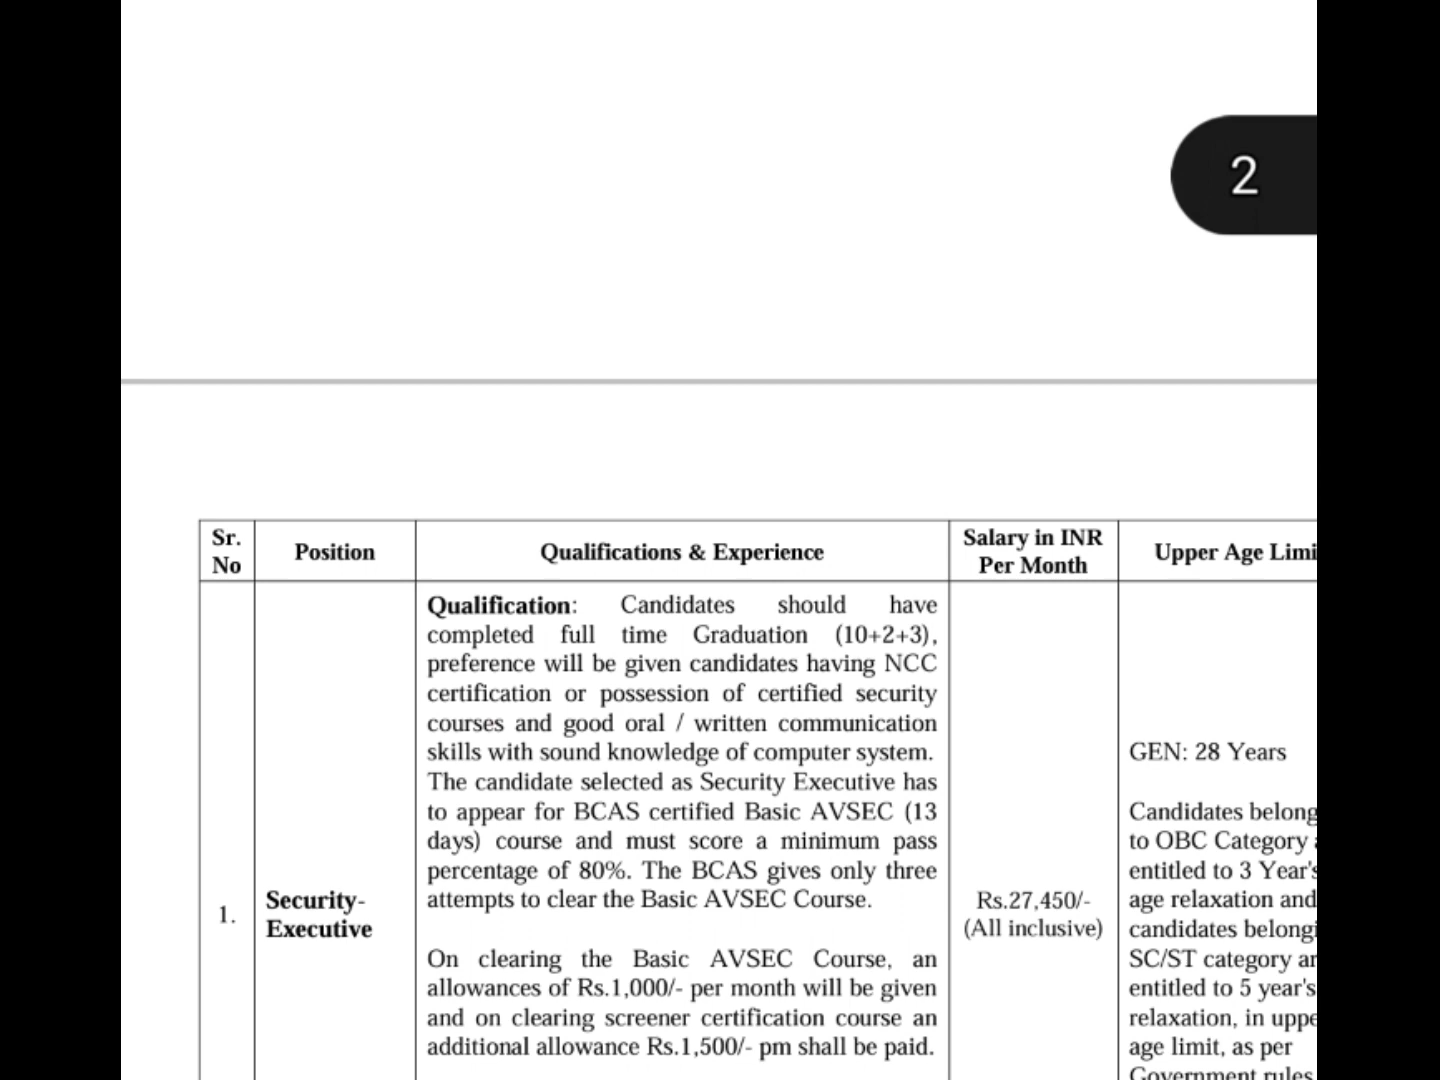 2
Sr.
No
Position
Qualifications & Experience
Salary in INR
Per Month
Upper Age
1.
Security-
Executive
Qualification: Candidates should have
completed full time Graduation (10+2+3),
preference will be given candidates having NCC
certification or possession of certified security
courses and good oral / written communication
skills with sound knowledge of computer system.
The candidate selected as Security Executive has
to appear for BCAS certified Basic AVSEC (13
days) course and must score a minimum pass
percentage of 80%. The BCAS gives only three
attempts to clear the Basic AVSEC Course.
On clearing the Basic AVSEC Course, an
allowances of Rs.1,000/- per month will be given
and on clearing screener certification course an
additional allowance Rs.1,500/- pm shall be paid.
Rs.27,450/-
(All inclusive)
GEN: 28 Years
Candidates belong
to OBC Category
entitled to 3 Year's
age relaxation and
candidates belongi
SC/ST category
entitled to 5 year's
relaxation, in uppe
age limit, as per
Government rules